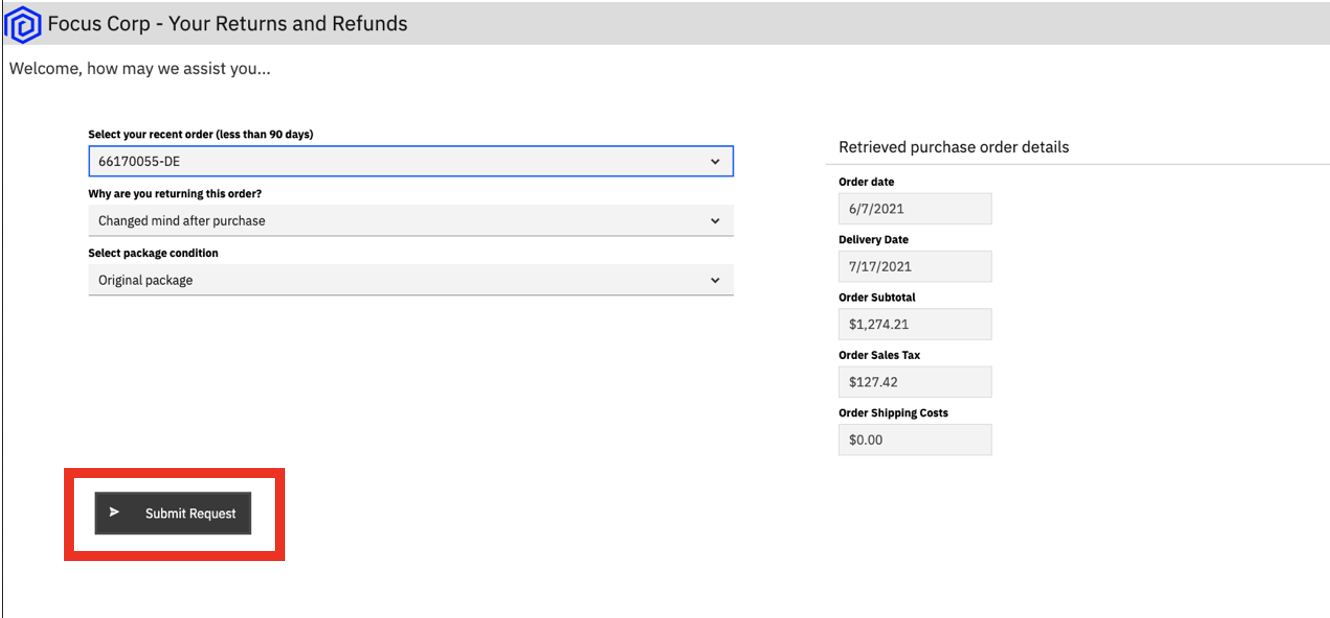 Focus Corp - Your Returns and Refunds
Welcome, how may we assist you...
Select your recent order (less than 90 days)
66170055-DE
Why are you returning this order?
Changed mind after purchase
Select package condition
Original package
Submit Request
Retrieved purchase order details
Order date
6/7/2021
Delivery Date
7/17/2021
Order Subtotal
$1,274.21
Order Sales Tax
$127.42
Order Shipping Costs
$0.00